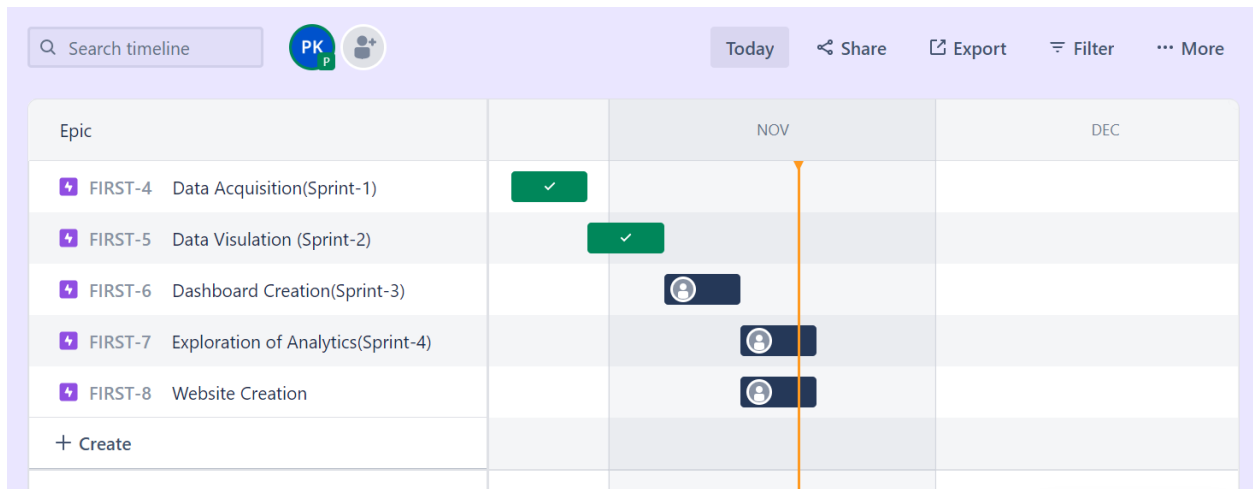 Search timeline PK P Today Share Export Filter More
Epic NOV DEC
FIRST-4 Data Acquisition(Sprint-1)
FIRST-5 Data Visulation (Sprint-2)
FIRST-6 Dashboard Creation(Sprint-3)
FIRST-7 Exploration of Analytics(Sprint-4)
FIRST-8 Website Creation
+ Create